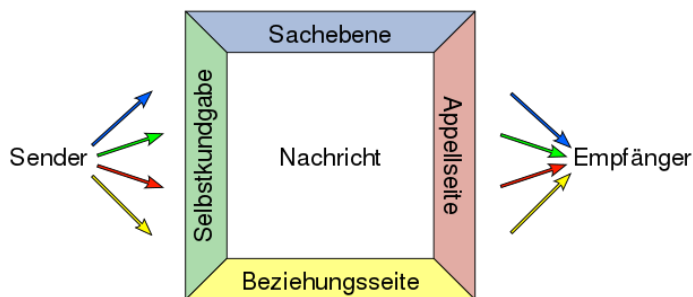 Sachebene
Sender
Selbstkundgabe
Nachricht
Appellseite
Empfänger
Beziehungsseite